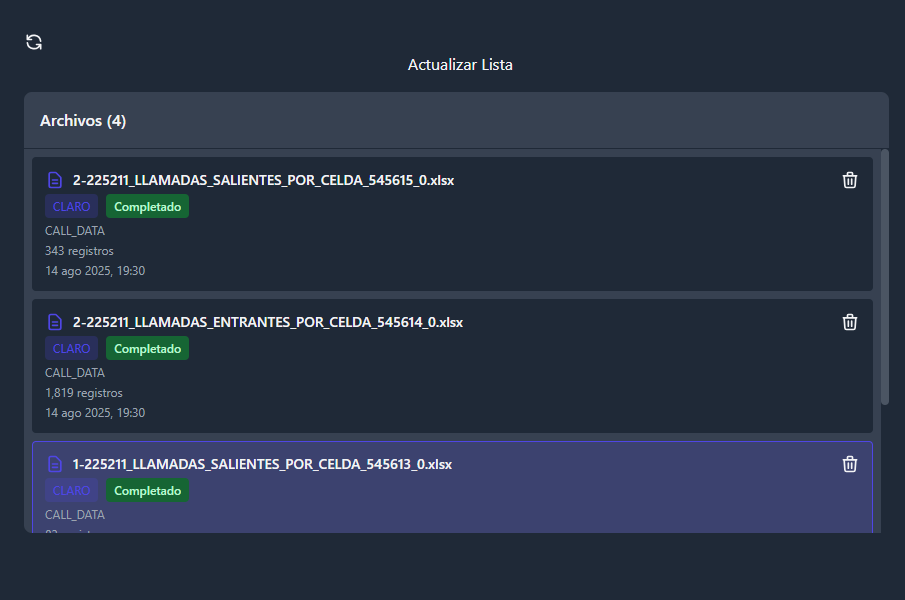 Actualizar Lista
Archivos (4)
2-225211_LLAMADAS_SALIENTES_POR_CELDA_545615_0.xlsx
CLARO Completado
CALL_DATA
343 registros
14 ago 2025, 19:30
2-225211_LLAMADAS_ENTRANTES_POR_CELDA_545614_0.xlsx
CLARO Completado
CALL_DATA
1,819 registros
14 ago 2025, 19:30
1-225211_LLAMADAS_SALIENTES_POR_CELDA_545613_0.xlsx
CLARO Completado
CALL_DATA